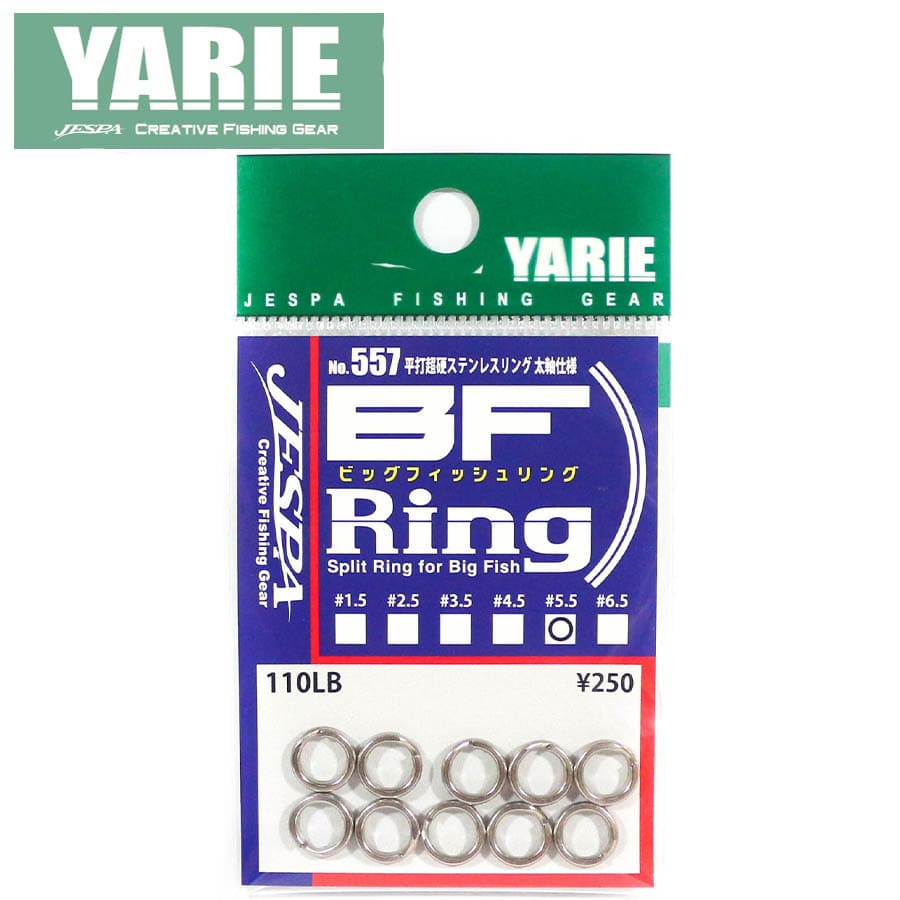 YARIE
JESPA CREATIVE FISHING GEAR
YARIE
JESPA FISHING GEAR
No.557 平打超硬ステンレスリング 太軸仕様
BF
ビッグフィッシュリング
Ring
Split Ring for Big Fish
JESPA
Creative Fishing Gear
#1.5 #2.5 #3.5 #4.5 #5.5 #6.5
110LB ¥250